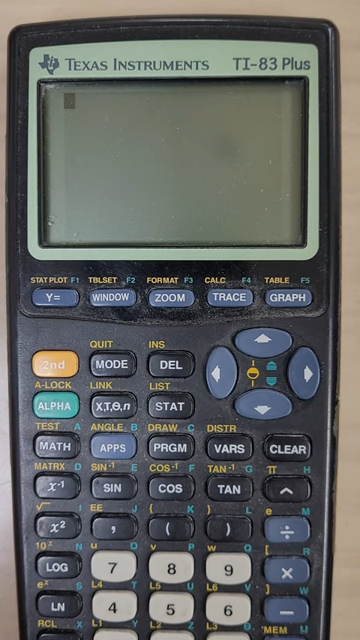 TEXAS INSTRUMENTS TI-83 Plus
STAT PLOT F1 TBLSET F2 FORMAT F3 CALC F4 TABLE F5
Y= WINDOW ZOOM TRACE GRAPH
QUIT INS
2nd MODE DEL
A-LOCK LINK LIST
ALPHA X,T,Θ,n STAT
TEST A ANGLE B DRAW C DISTR
MATH APPS PRGM VARS CLEAR
MATRX D SIN⁻¹ E COS⁻¹ F TAN⁻¹ G π H
x⁻¹ SIN COS TAN ^
√ I EE J { K } L e M
x² , ( ) ÷
10ˣ N u O v P w Q [ R
LOG 7 8 9 ×
eˣ S L4 T L5 U L6 V ] W
LN 4 5 6 −
RCL X L1 Y L2 Z L3 MEM